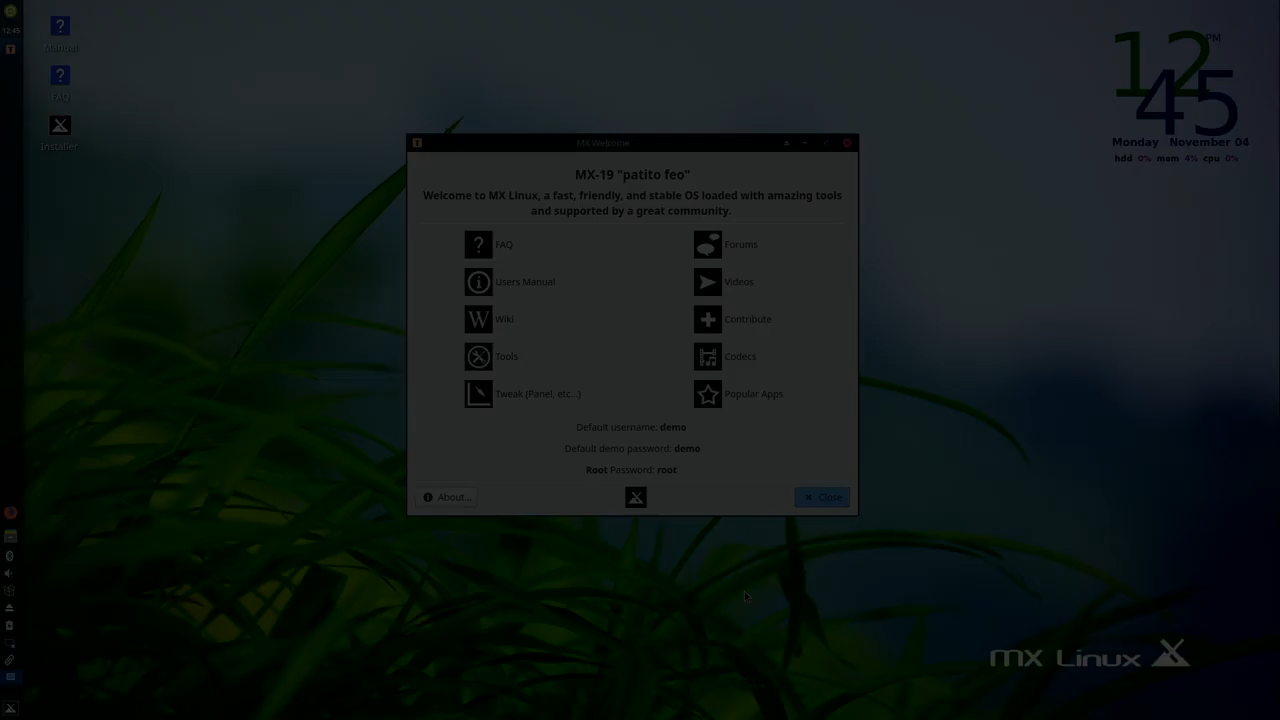 12:45
Manual
FAQ
Installer
12
PM
45
Monday November 04
hdd 0% mem 4% cpu 0%
MX Welcome
MX-19 "patito feo"
Welcome to MX Linux, a fast, friendly, and stable OS loaded with amazing tools
and supported by a great community.
FAQ
Forums
Users Manual
Videos
Wiki
Contribute
Tools
Codecs
Tweak (Panel, etc...)
Popular Apps
Default username: demo
Default demo password: demo
Root Password: root
About...
Close
mx Linux